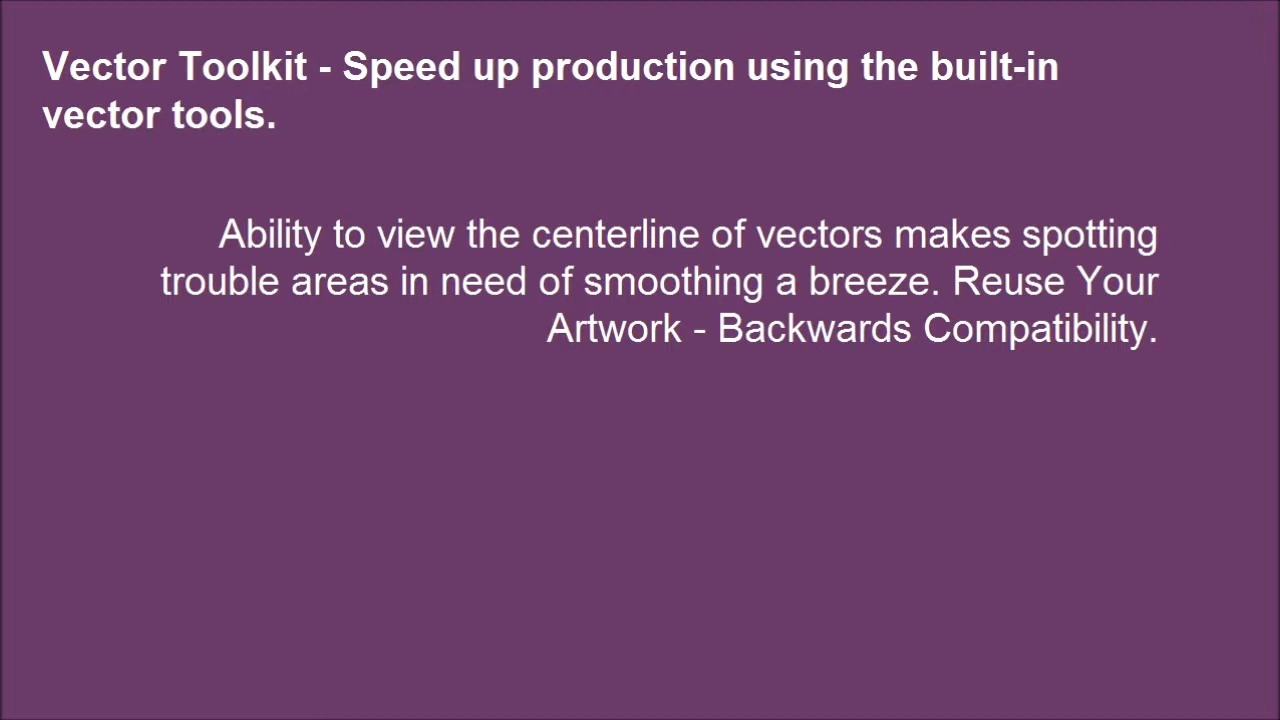 Vector Toolkit - Speed up production using the built-in
vector tools.
Ability to view the centerline of vectors makes spotting
trouble areas in need of smoothing a breeze. Reuse Your
Artwork - Backwards Compatibility.